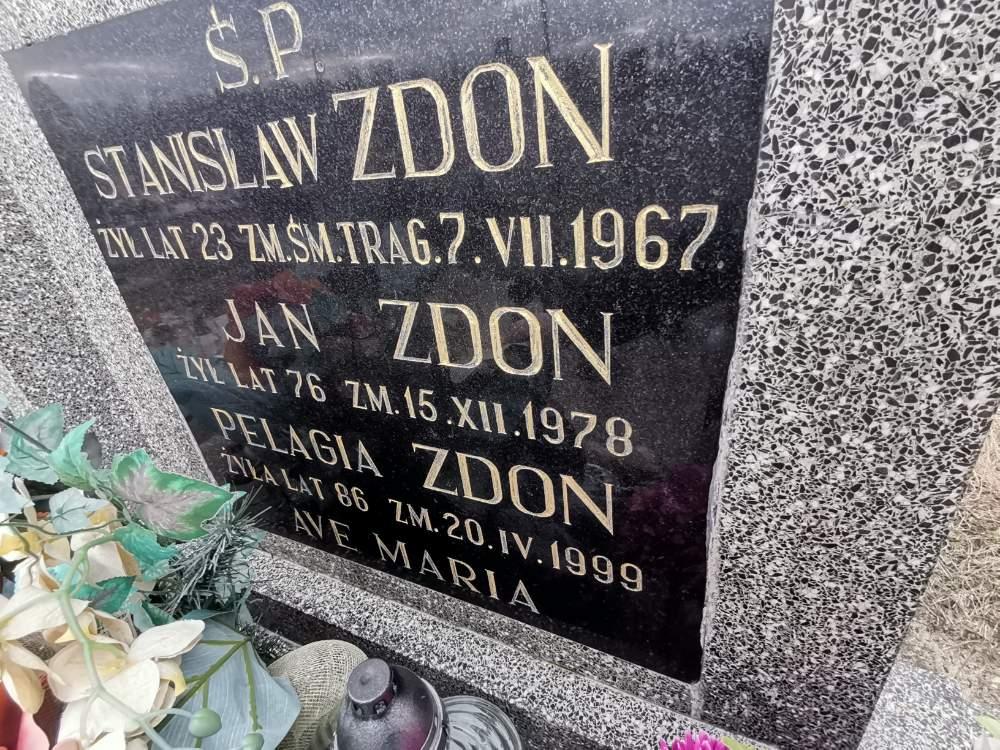 Ś.P.
STANISŁAW ZDON
ŻYŁ LAT 23 ZM.ŚM.TRAG.7.VII.1967
JAN ZDON
ŻYŁ LAT 76 ZM.15.XII.1978
PELAGIA ZDON
ŻYŁA LAT 86 ZM.20.IV.1999
AVE MARIA